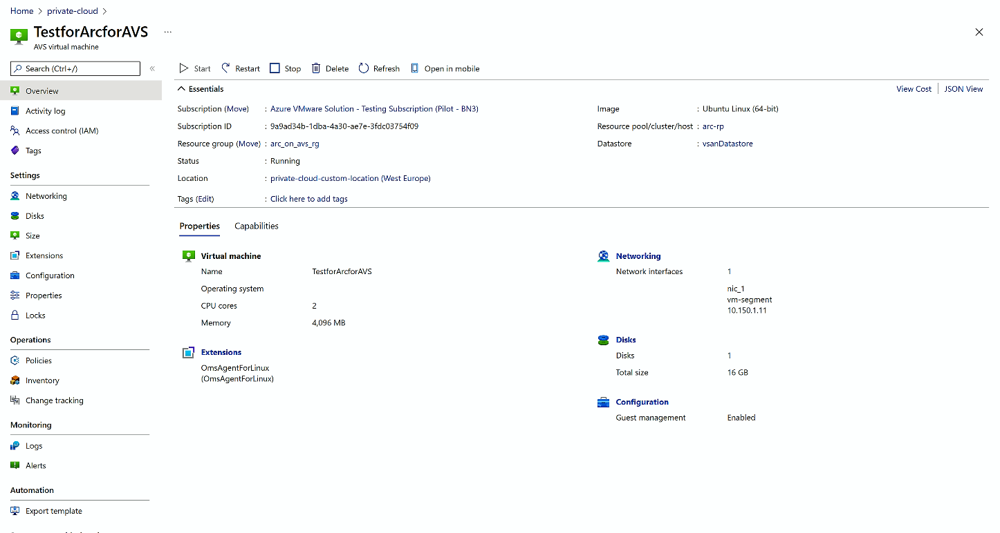 Home > private-cloud >
TestforArcforAVS ...
AVS virtual machine
Search (Ctrl+/) «
Overview
Activity log
Access control (IAM)
Tags
Settings
Networking
Disks
Size
Extensions
Configuration
Properties
Locks
Operations
Policies
Inventory
Change tracking
Monitoring
Logs
Alerts
Automation
Export template
Start Restart Stop Delete Refresh Open in mobile
Essentials View Cost JSON View
Subscription (Move) : Azure VMware Solution - Testing Subscription (Pilot - BN3)
Subscription ID : 9a9ad34b-1dba-4a30-ae7e-3fdc03754f09
Resource group (Move) : arc_on_avs_rg
Status : Running
Location : private-cloud-custom-location (West Europe)
Tags (Edit) : Click here to add tags
Image : Ubuntu Linux (64-bit)
Resource pool/cluster/host : arc-rp
Datastore : vsanDatastore
Properties Capabilities
Virtual machine
Name TestforArcforAVS
Operating system
CPU cores 2
Memory 4,096 MB
Extensions
OmsAgentForLinux
(OmsAgentForLinux)
Networking
Network interfaces 1
nic_1
vm-segment
10.150.1.11
Disks
Disks 1
Total size 16 GB
Configuration
Guest management Enabled